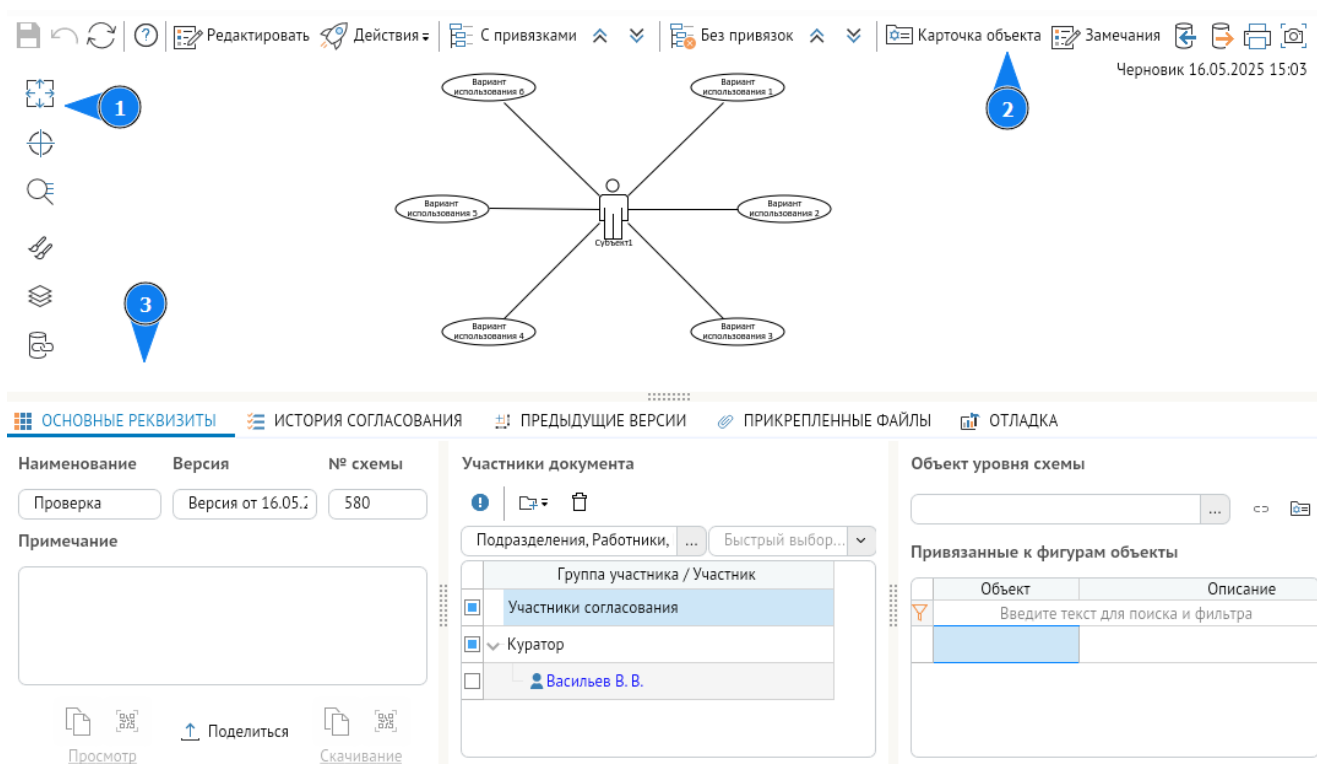 Редактировать Действия С привязками Без привязок Карточка объекта Замечания
Черновик 16.05.2025 15:03
1
2
3
Вариант
использования 6
Вариант
использования 1
Вариант
использования 5
Вариант
использования 2
Субъект1
Вариант
использования 4
Вариант
использования 3
ОСНОВНЫЕ РЕКВИЗИТЫ ИСТОРИЯ СОГЛАСОВАНИЯ ПРЕДЫДУЩИЕ ВЕРСИИ ПРИКРЕПЛЕННЫЕ ФАЙЛЫ ОТЛАДКА
Наименование Версия № схемы
Проверка Версия от 16.05.2 580
Примечание
Просмотр Поделиться Скачивание
Участники документа
Подразделения, Работники, ... Быстрый выбор...
Группа участника / Участник
Участники согласования
Куратор
Васильев В. В.
Объект уровня схемы
...
Привязанные к фигурам объекты
Объект Описание
Введите текст для поиска и фильтра